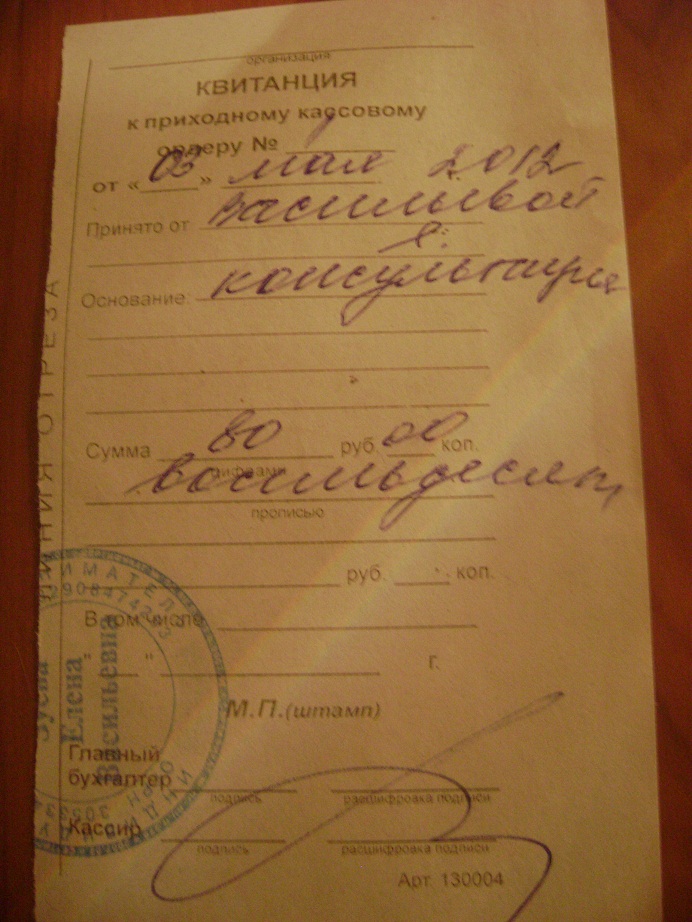 организация
КВИТАНЦИЯ
к приходному кассовому
ордеру №
от «03» мая 2012
Принято от Васильевой
Е.
Основание: консультация
Сумма 80 руб. 00 коп.
цифрами
восемьдесят
прописью
руб. коп.
В том числе
" " г.
М.П. (штамп)
Главный
бухгалтер
подпись расшифровка подписи
Кассир
подпись расшифровка подписи
Арт. 130004
ЛИНИЯ ОТРЕЗА
Елена
Васильевна